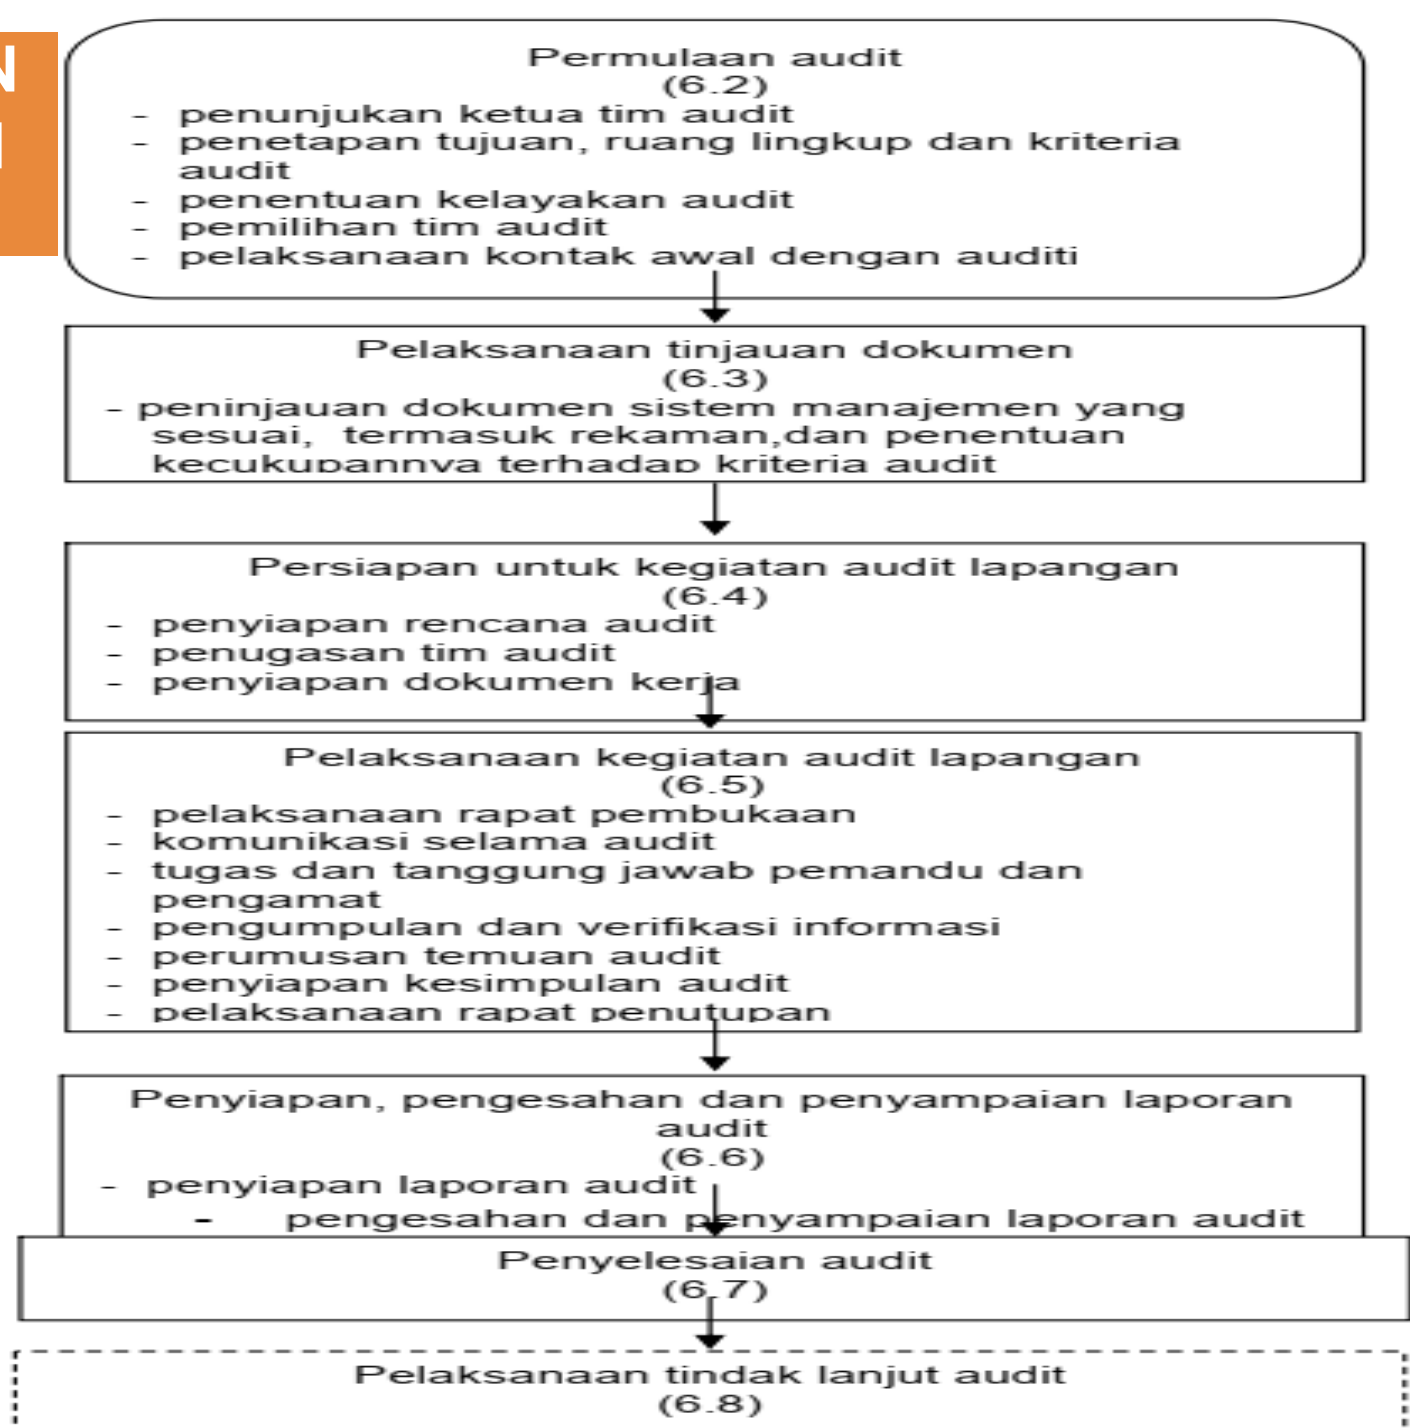 N
Permulaan audit
(6.2)
- penunjukan ketua tim audit
- penetapan tujuan, ruang lingkup dan kriteria
audit
- penentuan kelayakan audit
- pemilihan tim audit
- pelaksanaan kontak awal dengan auditi
Pelaksanaan tinjauan dokumen
(6.3)
- peninjauan dokumen sistem manajemen yang
sesuai, termasuk rekaman,dan penentuan
kecukupannya terhadap kriteria audit
Persiapan untuk kegiatan audit lapangan
(6.4)
- penyiapan rencana audit
- penugasan tim audit
- penyiapan dokumen kerja
Pelaksanaan kegiatan audit lapangan
(6.5)
- pelaksanaan rapat pembukaan
- komunikasi selama audit
- tugas dan tanggung jawab pemandu dan
pengamat
- pengumpulan dan verifikasi informasi
- perumusan temuan audit
- penyiapan kesimpulan audit
- pelaksanaan rapat penutupan
Penyiapan, pengesahan dan penyampaian laporan
audit
(6.6)
- penyiapan laporan audit
- pengesahan dan penyampaian laporan audit
Penyelesaian audit
(6.7)
Pelaksanaan tindak lanjut audit
(6.8)